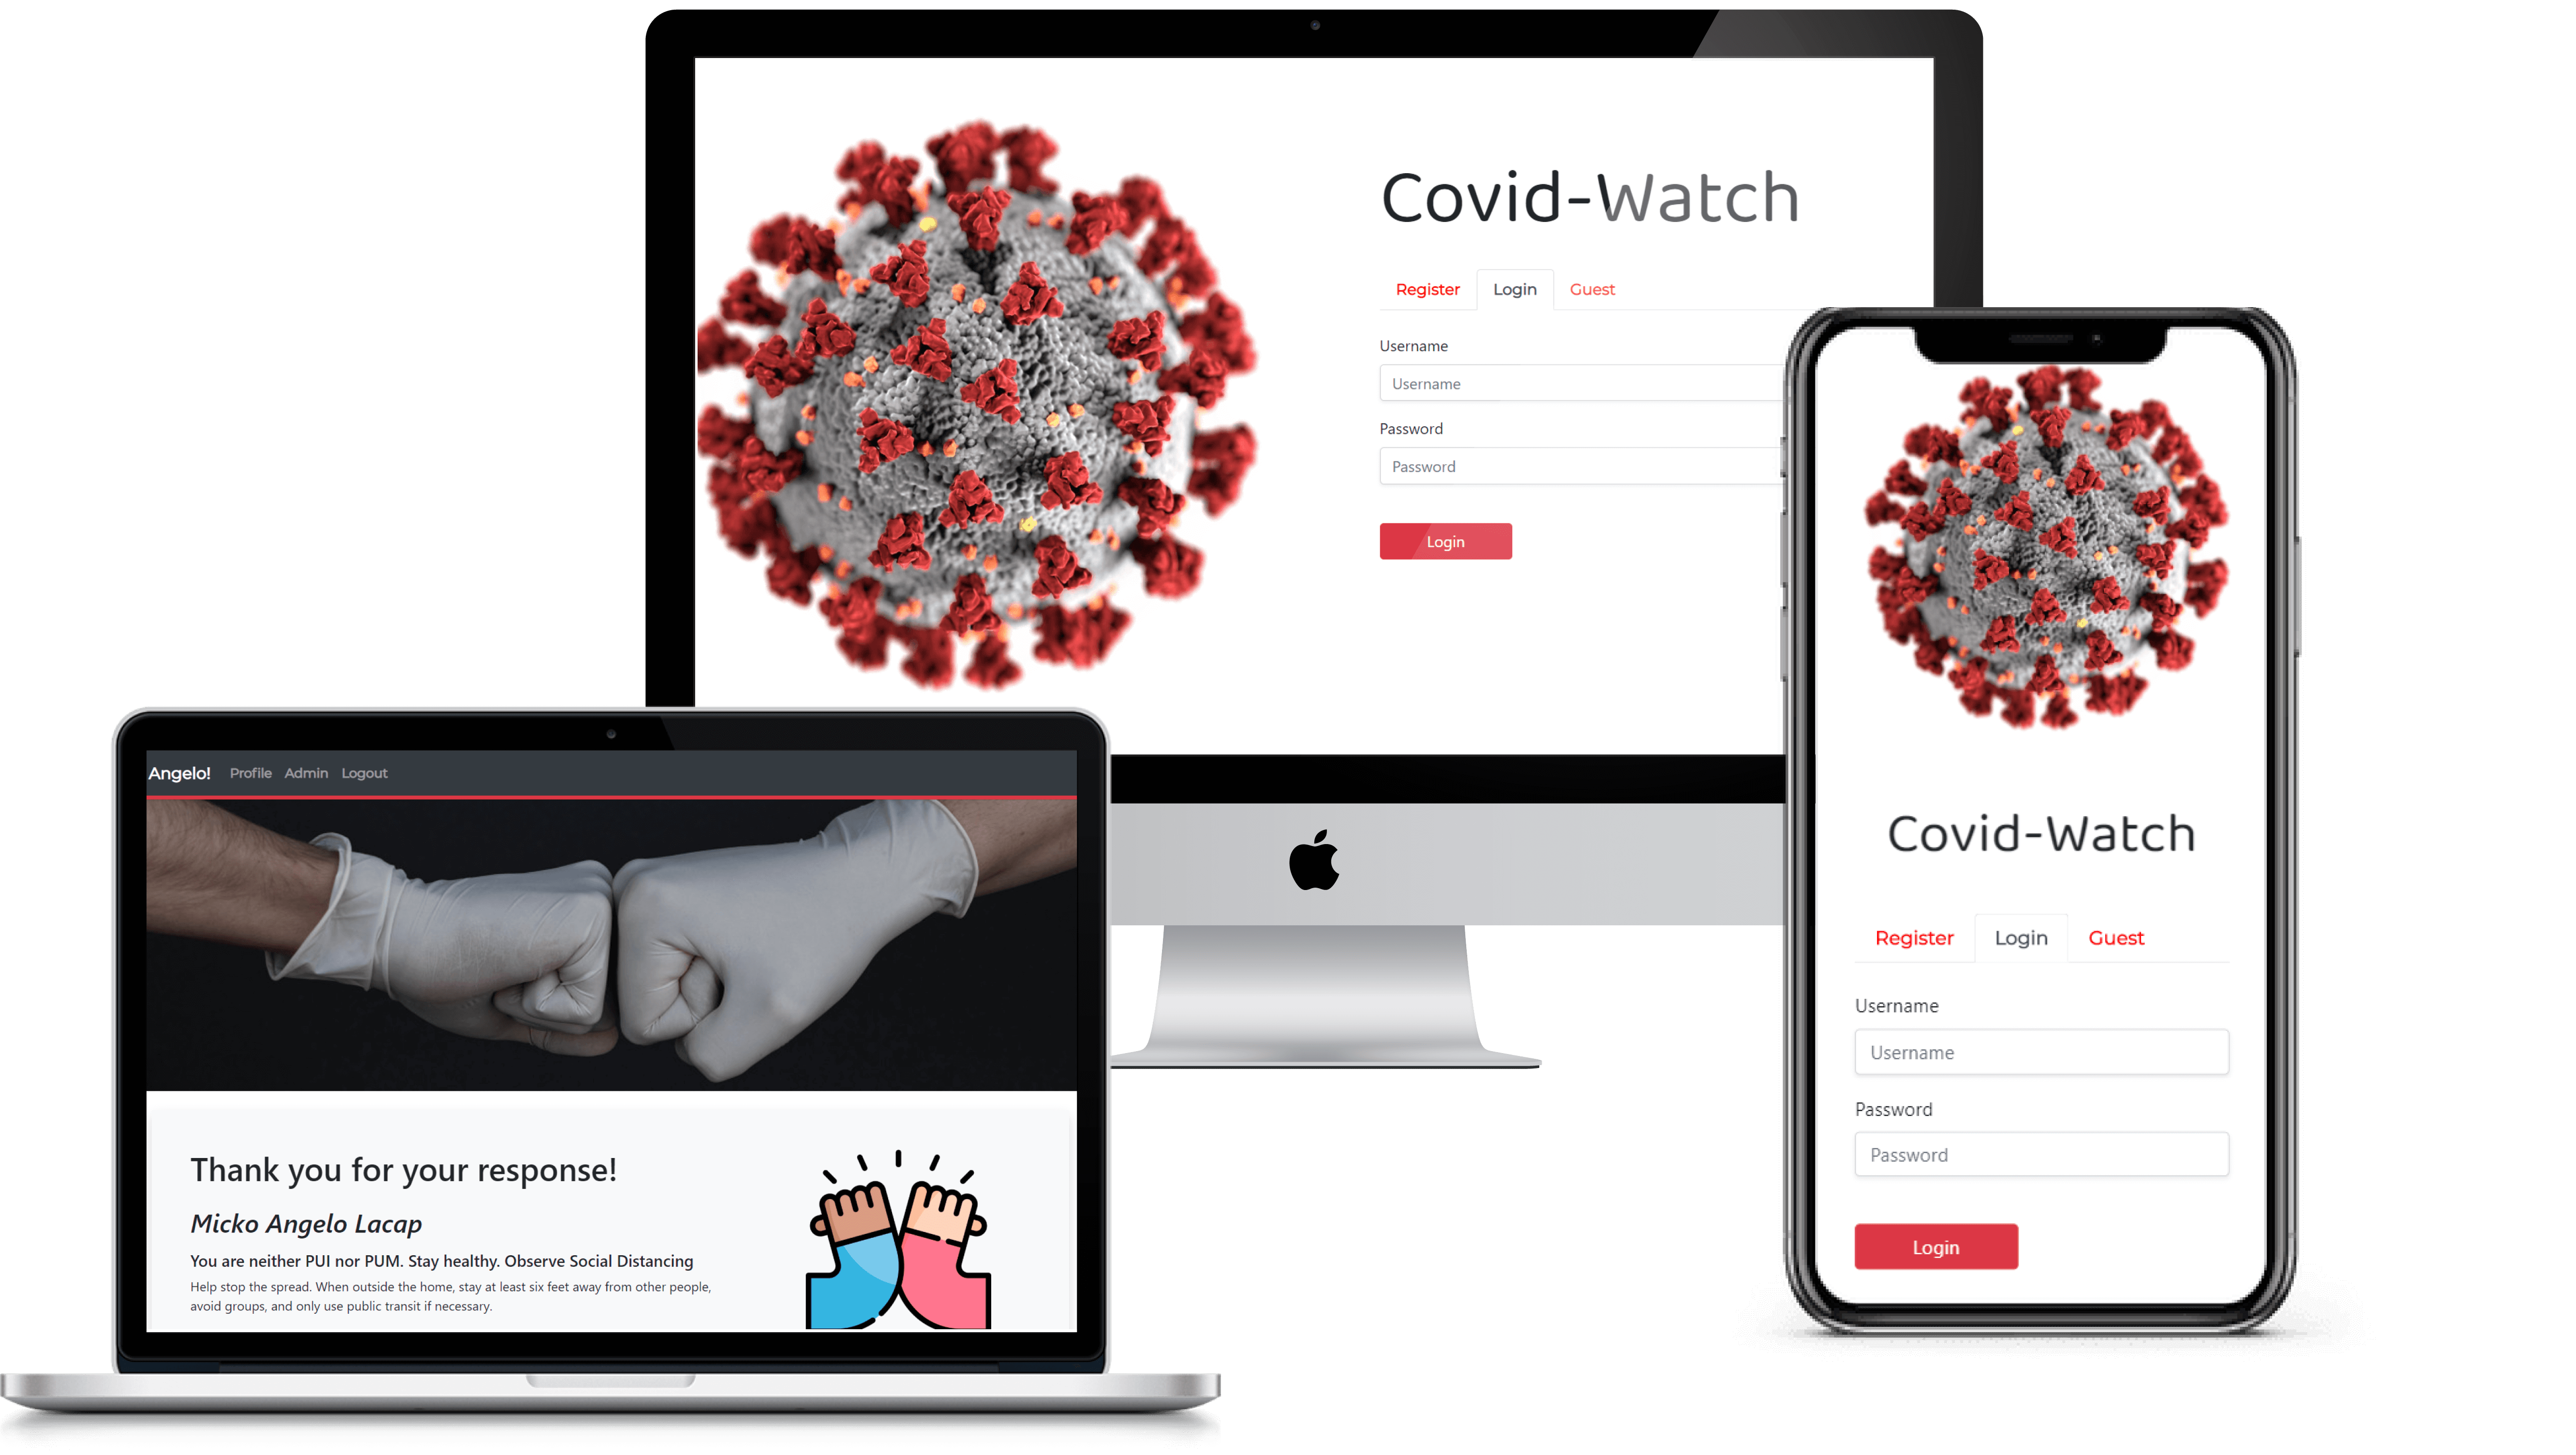 Covid-Watch
Register Login Guest
Username
Username
Password
Password
Login
Angelo! Profile Admin Logout
Thank you for your response!
Micko Angelo Lacap
You are neither PUI nor PUM. Stay healthy. Observe Social Distancing
Help stop the spread. When outside the home, stay at least six feet away from other people,
avoid groups, and only use public transit if necessary.
Covid-Watch
Register Login Guest
Username
Username
Password
Password
Login